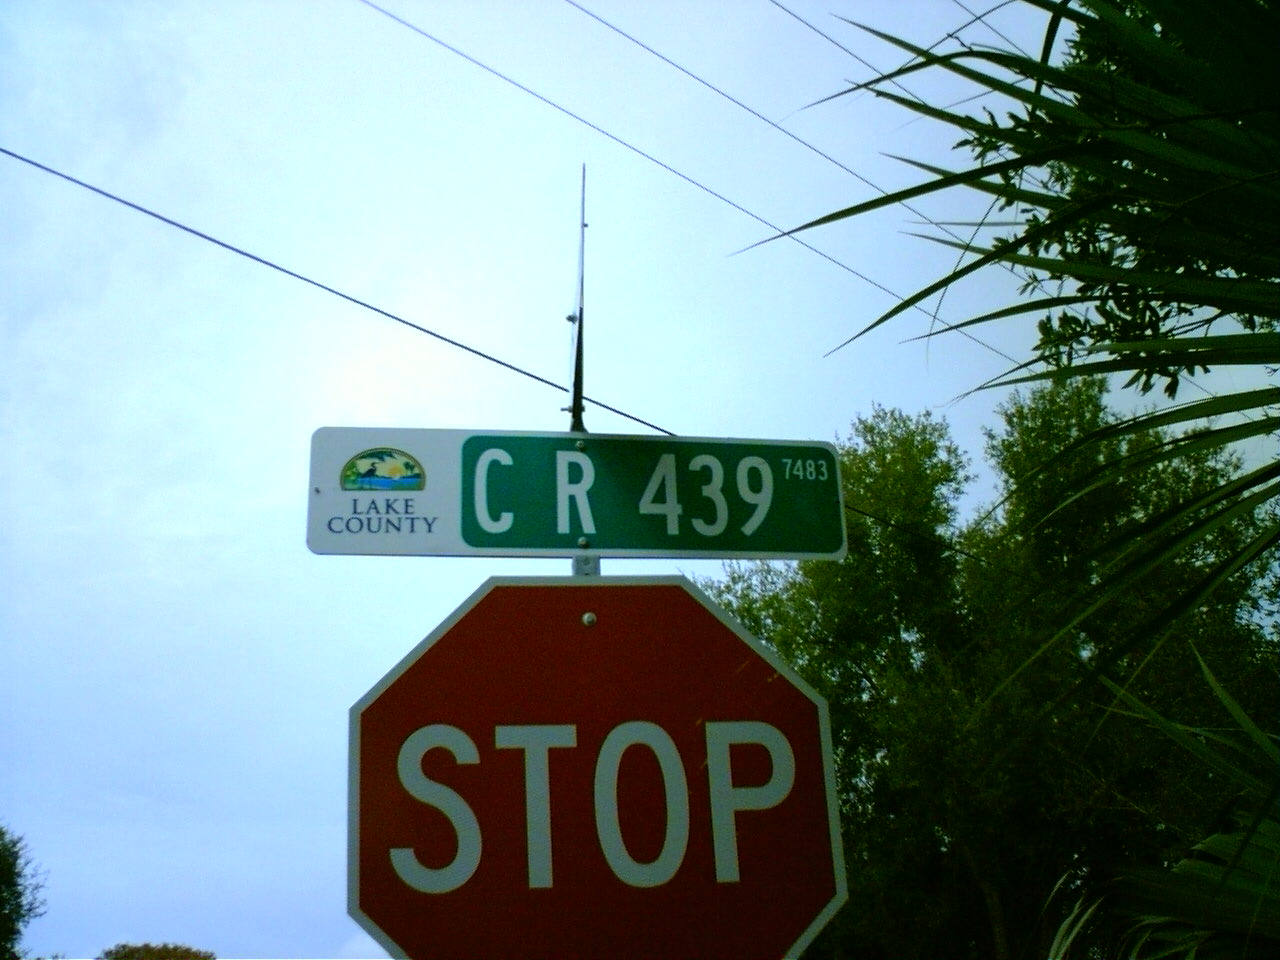 LAKE
COUNTY
C R 439 7483
STOP